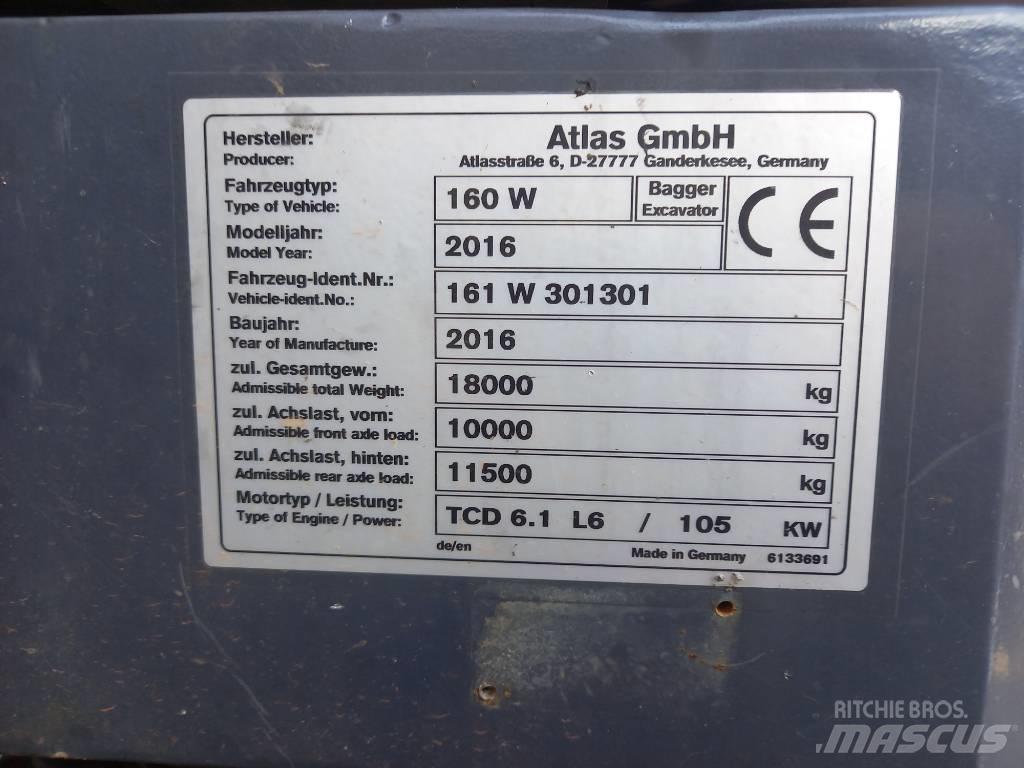 Hersteller: Atlas GmbH
Producer: Atlasstraße 6, D-27777 Ganderkesee, Germany
Fahrzeugtyp: 160 W Bagger CE
Type of Vehicle: Excavator
Modelljahr: 2016
Model Year:
Fahrzeug-Ident.Nr.: 161 W 301301
Vehicle-ident.No.:
Baujahr: 2016
Year of Manufacture:
zul. Gesamtgew.: 18000 kg
Admissible total Weight:
zul. Achslast, vorn: 10000 kg
Admissible front axle load:
zul. Achslast, hinten: 11500 kg
Admissible rear axle load:
Motortyp / Leistung: TCD 6.1 L6 / 105 KW
Type of Engine / Power:
de/en Made in Germany 6133691
RITCHIE BROS.
MASCUS